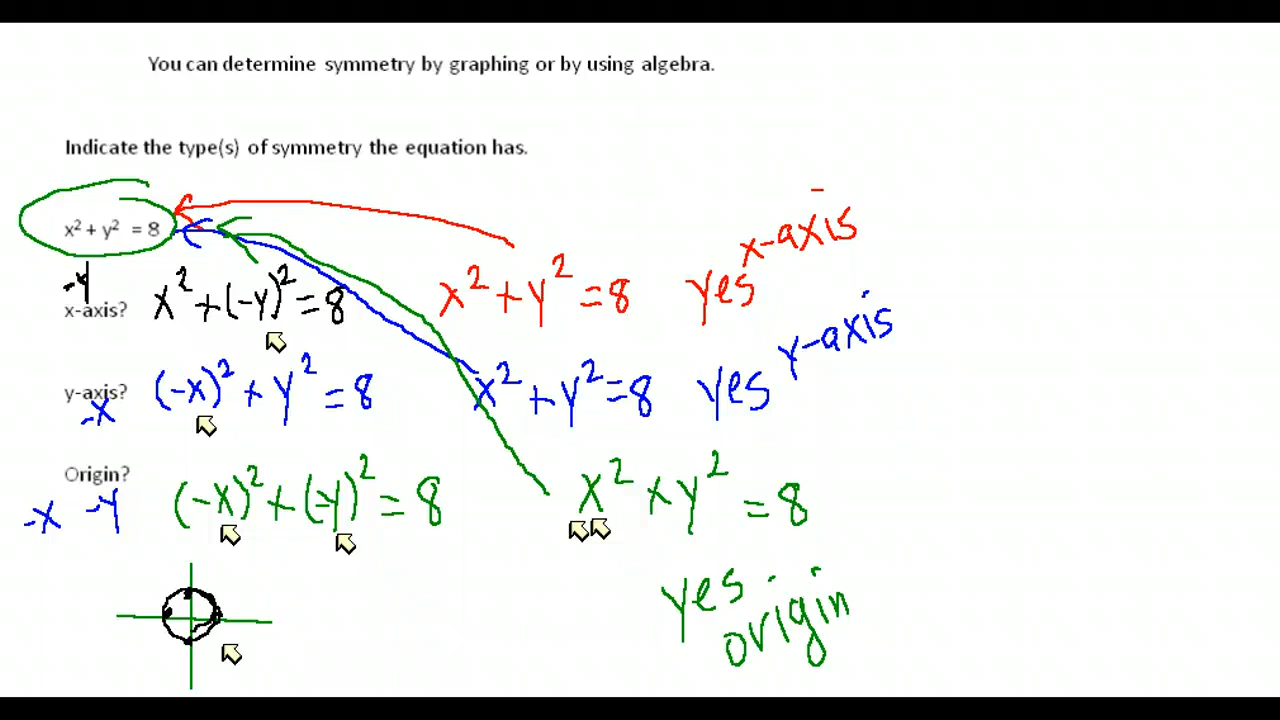 You can determine symmetry by graphing or by using algebra.
Indicate the type(s) of symmetry the equation has.
x² + y² = 8
-y
x-axis? x² + (-y)² = 8 x² + y² = 8 yes x-axis
y-axis? (-x)² + y² = 8 x² + y² = 8 yes y-axis
-x
Origin? (-x)² + (-y)² = 8 x² + y² = 8
-x -y
yes
origin